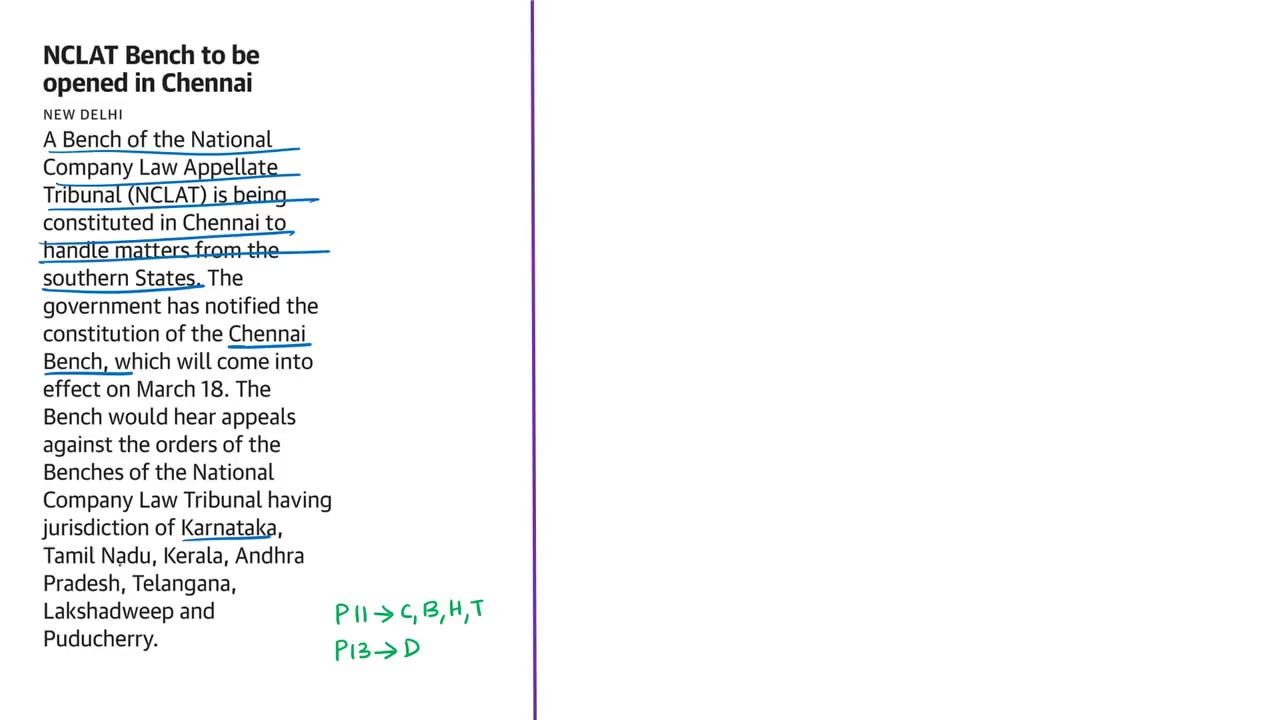 NCLAT Bench to be
opened in Chennai
NEW DELHI
A Bench of the National
Company Law Appellate
Tribunal (NCLAT) is being
constituted in Chennai to
handle matters from the
southern States. The
government has notified the
constitution of the Chennai
Bench, which will come into
effect on March 18. The
Bench would hear appeals
against the orders of the
Benches of the National
Company Law Tribunal having
jurisdiction of Karnataka,
Tamil Nadu, Kerala, Andhra
Pradesh, Telangana,
Lakshadweep and
Puducherry.
P11→C, B, H, T
P13→D